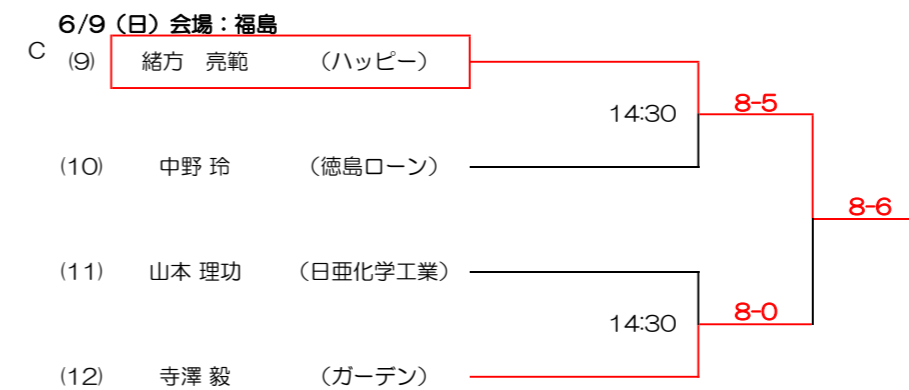 6/9（日）会場：福島
C (9) 緒方　亮範 （ハッピー）
14:30 8-5
(10) 中野 玲 （徳島ローン）
8-6
(11) 山本 理功 （日亜化学工業）
14:30 8-0
(12) 寺澤 毅 （ガーデン）